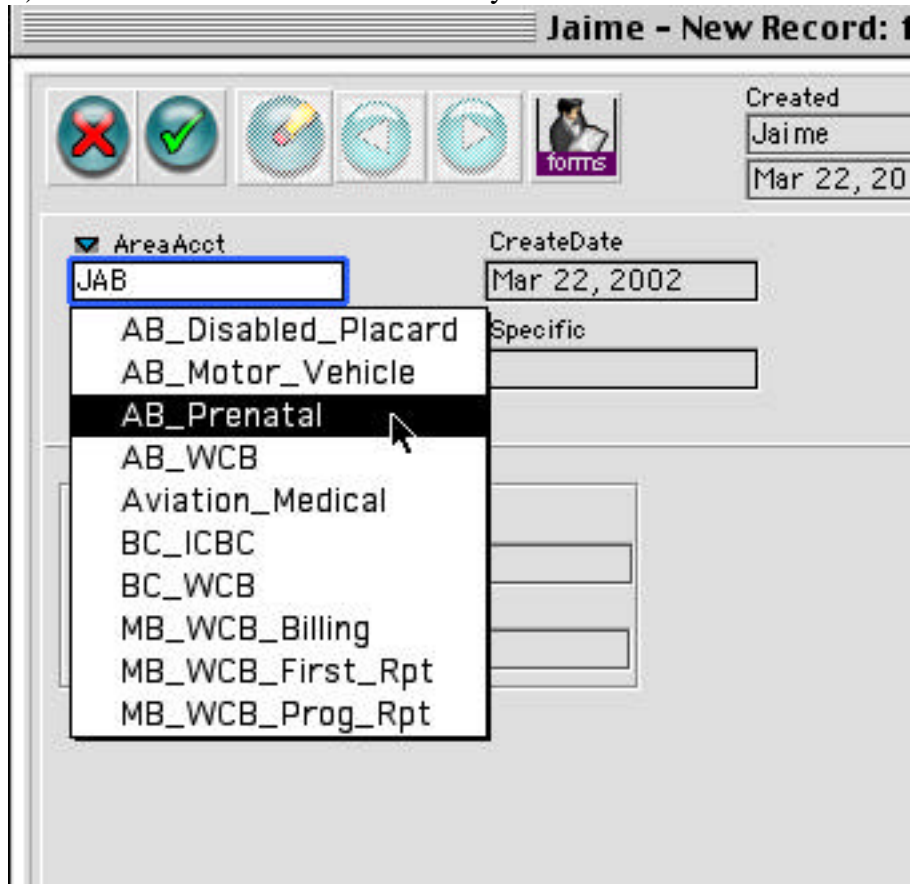 Jaime - New Record: f
Created
Jaime
Mar 22, 20
forms
AreaAcct
CreateDate
JAB
Mar 22, 2002
Specific
AB_Disabled_Placard
AB_Motor_Vehicle
AB_Prenatal
AB_WCB
Aviation_Medical
BC_ICBC
BC_WCB
MB_WCB_Billing
MB_WCB_First_Rpt
MB_WCB_Prog_Rpt